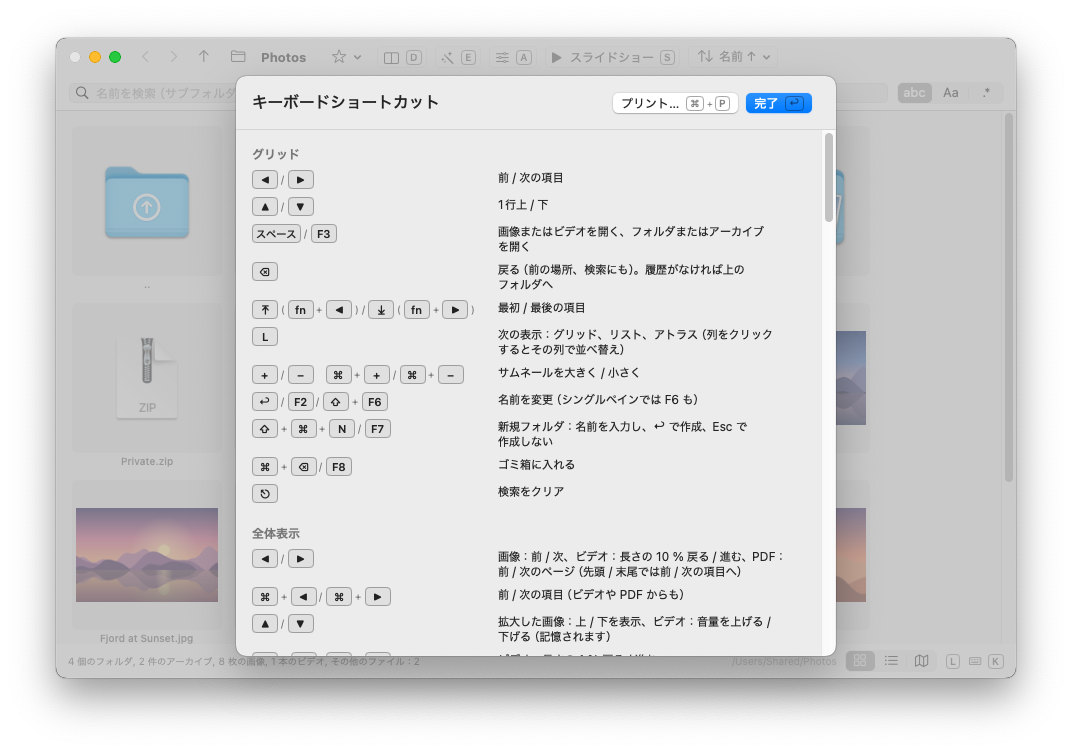 Photos
D
E
A
スライドショー S
名前
名前を検索（サブフォルダ
abc Aa .*
キーボードショートカット
プリント... ⌘ + P
完了 ↩
グリッド
◀ / ▶ 前 / 次の項目
▲ / ▼ 1行上 / 下
スペース / F3 画像またはビデオを開く、フォルダまたはアーカイブ
を開く
⌫ 戻る（前の場所、検索にも）。履歴がなければ上の
フォルダへ
⤒ ( fn + ◀ ) / ⤓ ( fn + ▶ ) 最初 / 最後の項目
L 次の表示：グリッド、リスト、アトラス（列をクリック
するとその列で並べ替え）
+ / − ⌘ + + / ⌘ + − サムネールを大きく / 小さく
↩ / F2 / ⇧ + F6 名前を変更（シングルペインでは F6 も）
⇧ + ⌘ + N / F7 新規フォルダ：名前を入力し、↩ で作成、Esc で
作成しない
⌘ + ⌫ / F8 ゴミ箱に入れる
⎋ 検索をクリア
全体表示
◀ / ▶ 画像：前 / 次、ビデオ：長さの 10 % 戻る / 進む、PDF：
前 / 次のページ（先頭 / 末尾では前 / 次の項目へ）
⌘ + ◀ / ⌘ + ▶ 前 / 次の項目（ビデオや PDF からも）
▲ / ▼ 拡大した画像：上 / 下を表示、ビデオ：音量を上げる /
下げる（記憶されます）
..
ZIP
Private.zip
Fjord at Sunset.jpg
4 個のフォルダ, 2 件のアーカイブ, 8 枚の画像, 1 本のビデオ, その他のファイル：2
/Users/Shared/Photos
L K